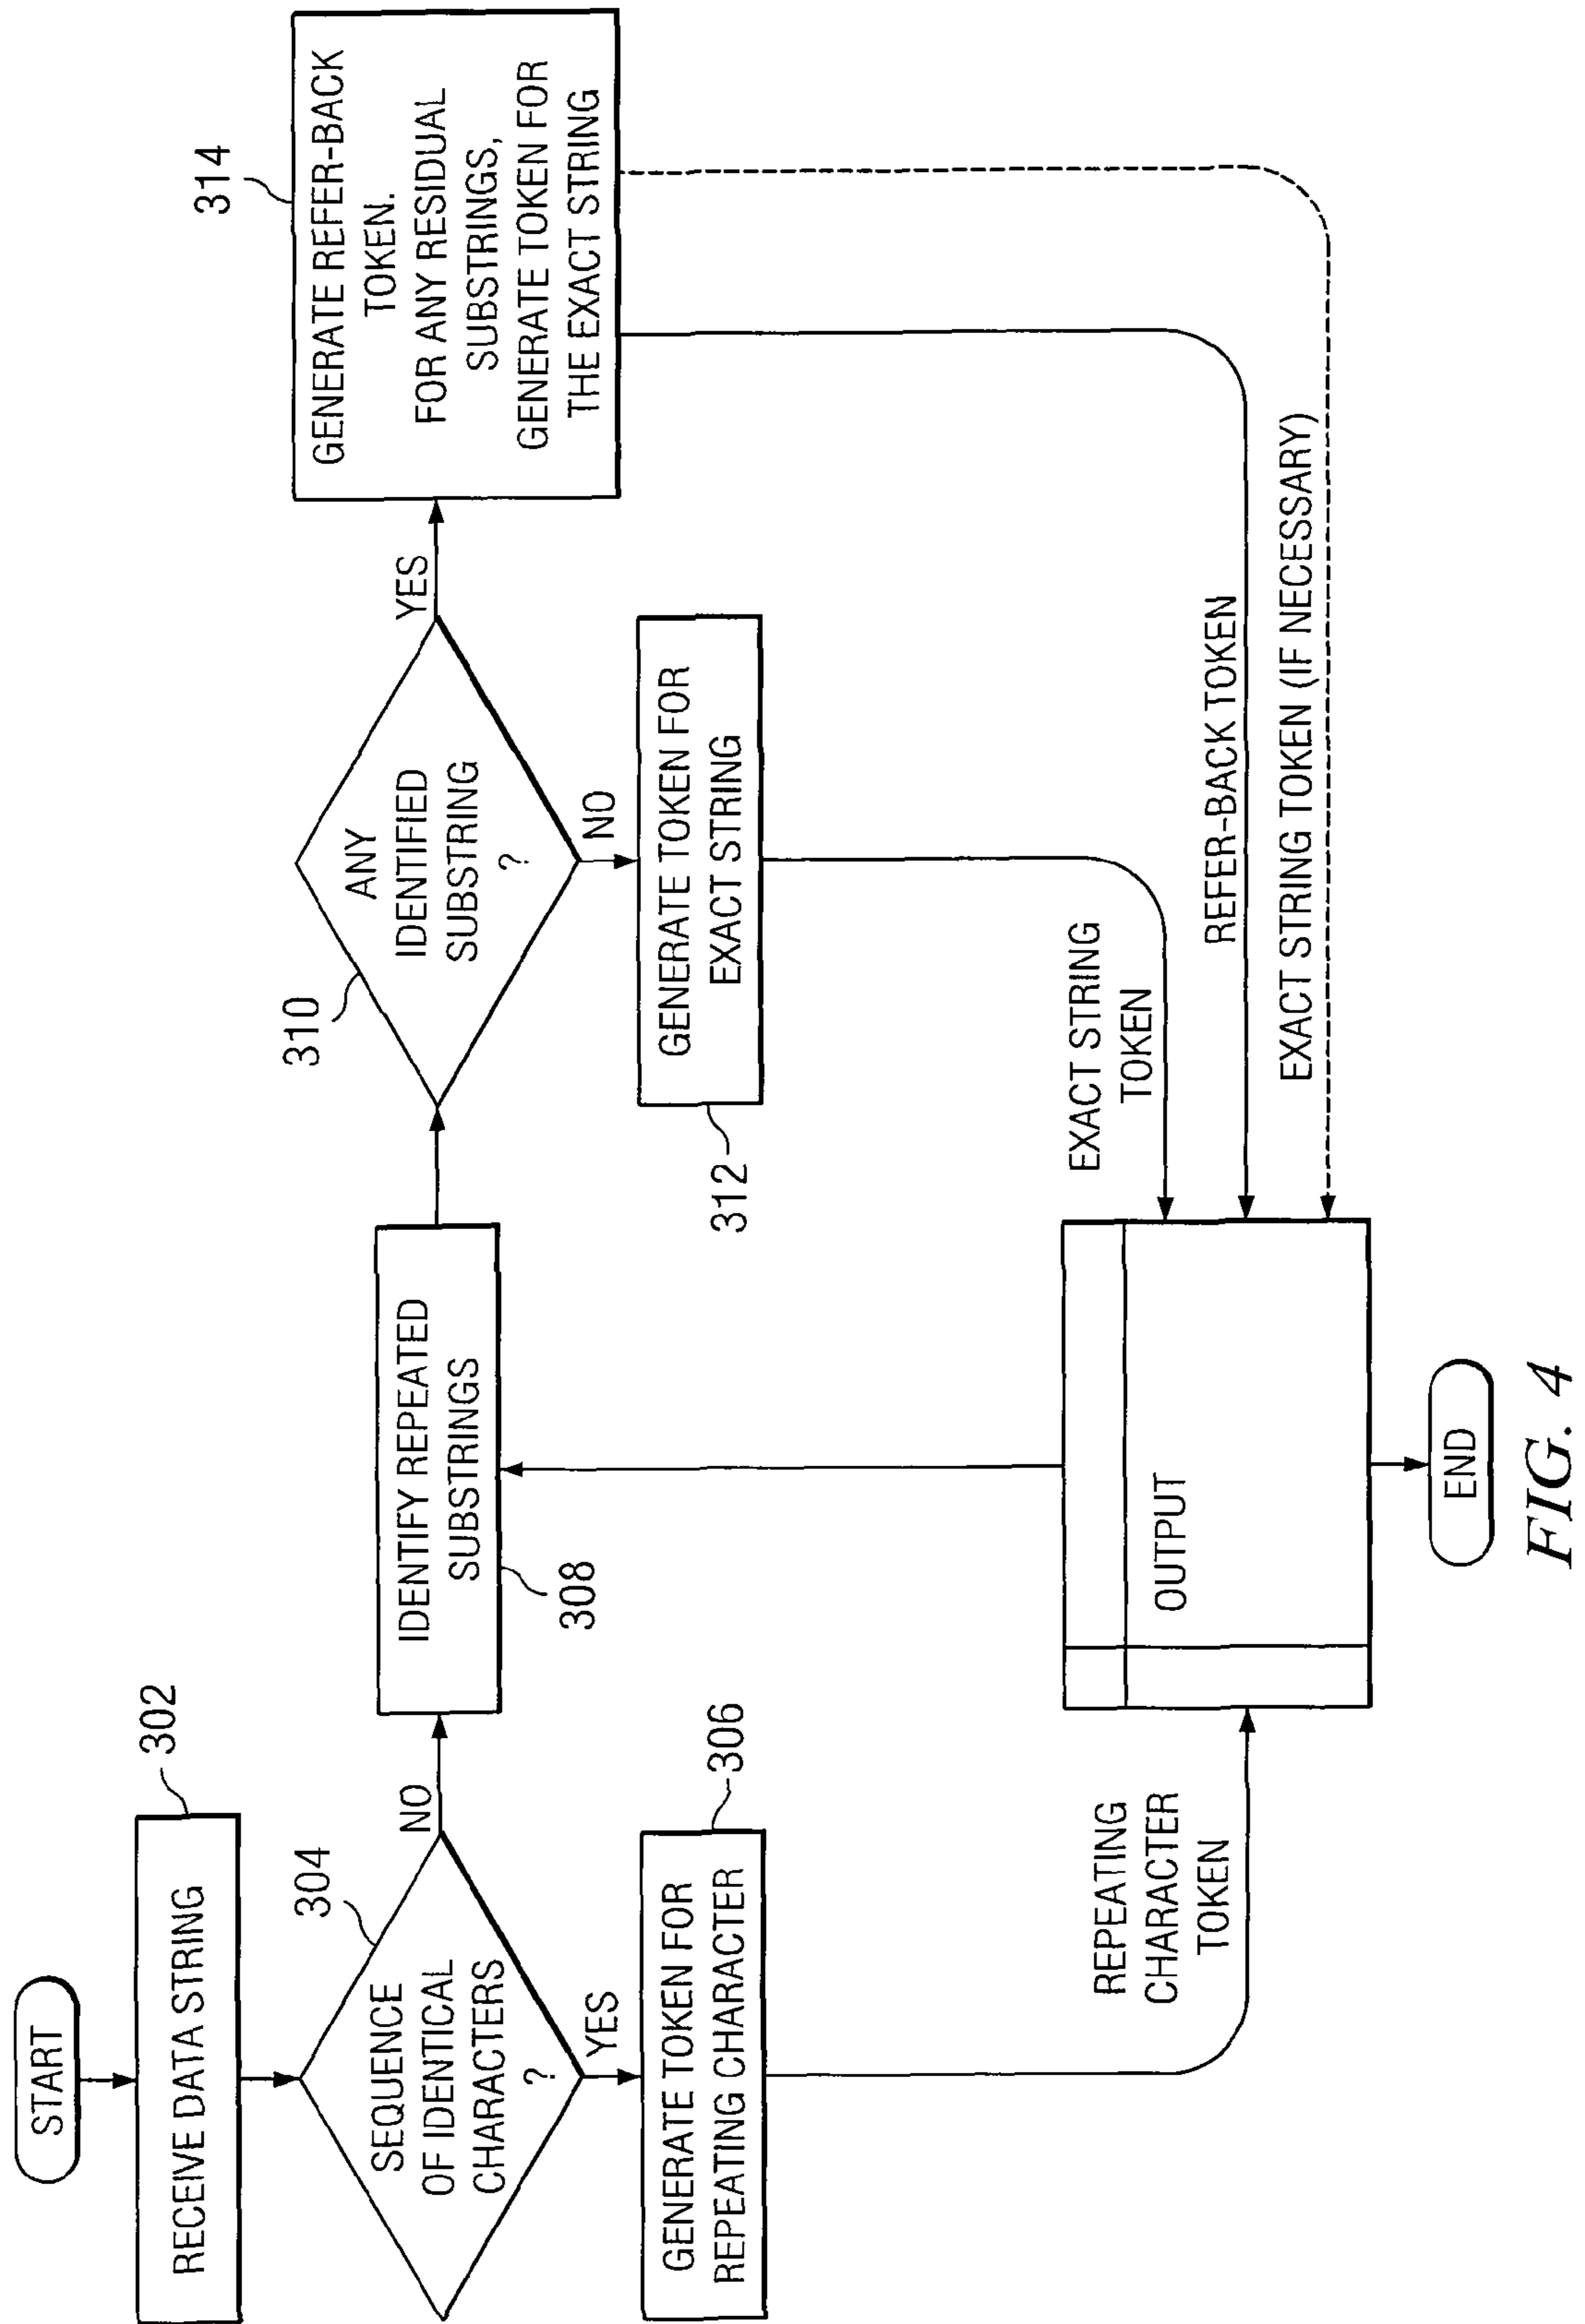 START
RECEIVE DATA STRING
302
SEQUENCE
OF IDENTICAL
CHARACTERS
?
304
NO
YES
GENERATE TOKEN FOR
REPEATING CHARACTER
306
REPEATING
CHARACTER
TOKEN
IDENTIFY REPEATED
SUBSTRINGS
308
ANY
IDENTIFIED
SUBSTRING
?
310
YES
NO
GENERATE TOKEN FOR
EXACT STRING
312
GENERATE REFER-BACK
TOKEN.
FOR ANY RESIDUAL
SUBSTRINGS,
GENERATE TOKEN FOR
THE EXACT STRING
314
EXACT STRING
TOKEN
REFER-BACK TOKEN
EXACT STRING TOKEN (IF NECESSARY)
OUTPUT
END
FIG. 4